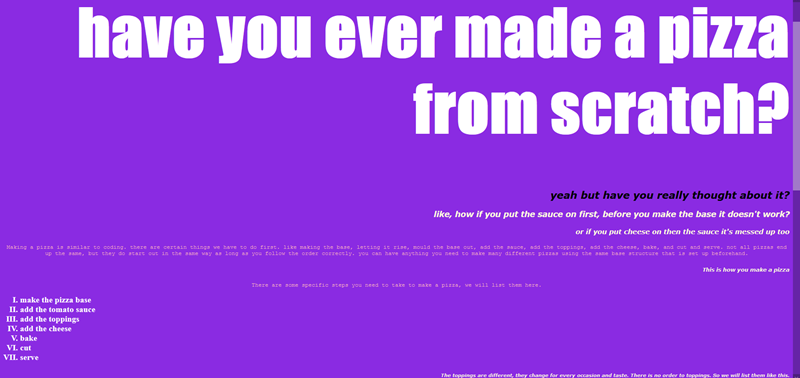 have you ever made a pizza
from scratch?
yeah but have you really thought about it?
like, how if you put the sauce on first, before you make the base it doesn't work?
or if you put cheese on then the sauce it's messed up too
Making a pizza is similar to coding. there are certain things we have to do first. like making the base, letting it rise, mould the base out, add the sauce, add the toppings, add the cheese, bake, and cut and serve. not all pizzas end
up the same, but they do start out in the same way as long as you follow the order correctly. you can have anything you need to make many different pizzas using the same base structure that is set up beforehand.
This is how you make a pizza
There are some specific steps you need to take to make a pizza, we will list them here.
I. make the pizza base
II. add the tomato sauce
III. add the toppings
IV. add the cheese
V. bake
VI. cut
VII. serve
The toppings are different, they change for every occasion and taste. There is no order to toppings. So we will list them like this.